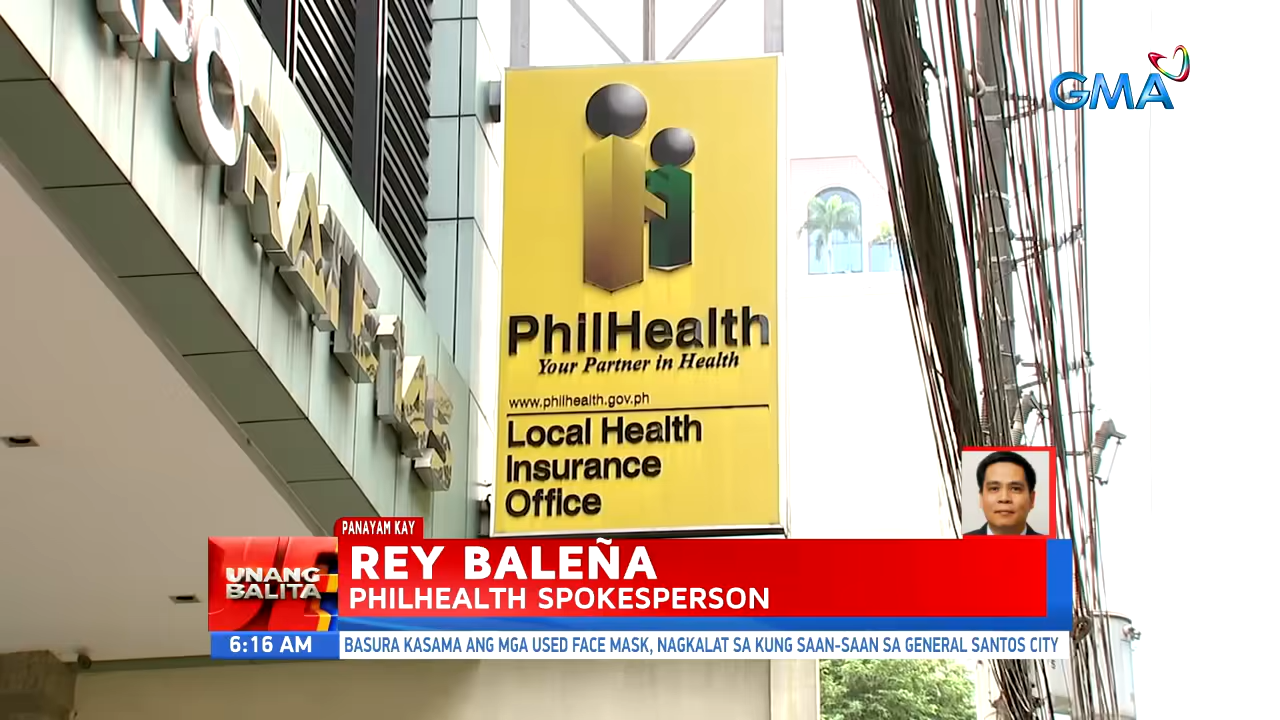 GMA
PhilHealth
Your Partner in Health
www.philhealth.gov.ph
Local Health
Insurance
Office
PANAYAM KAY
REY BALEÑA
PHILHEALTH SPOKESPERSON
UNANG
BALITA
6:16 AM
BASURA KASAMA ANG MGA USED FACE MASK, NAGKALAT SA KUNG SAAN-SAAN SA GENERAL SANTOS CITY